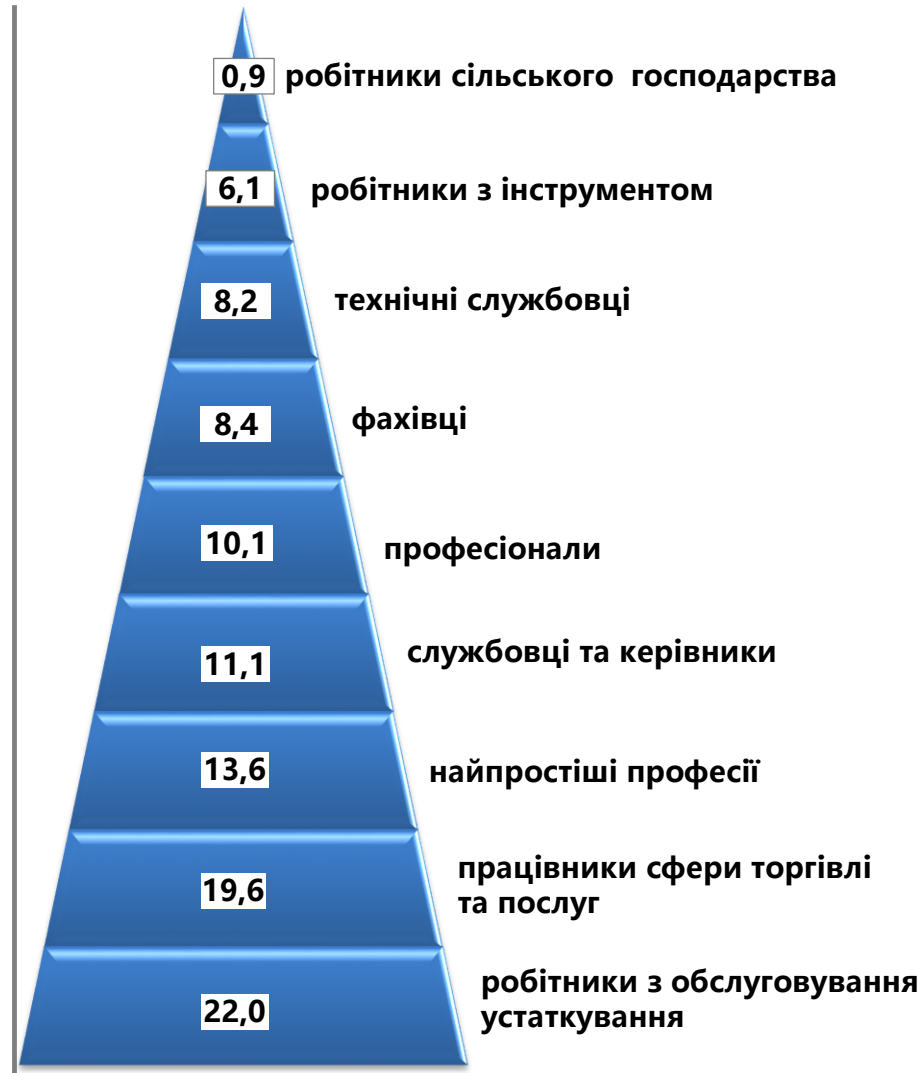 0,9 робітники сільського господарства
6,1 робітники з інструментом
8,2 технічні службовці
8,4 фахівці
10,1 професіонали
11,1 службовці та керівники
13,6 найпростіші професії
19,6 працівники сфери торгівлі
та послуг
22,0 робітники з обслуговування
устаткування